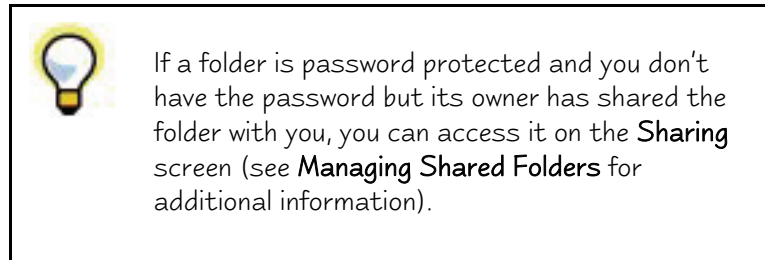 If a folder is password protected and you don't
have the password but its owner has shared the
folder with you, you can access it on the Sharing
screen (see Managing Shared Folders for
additional information).